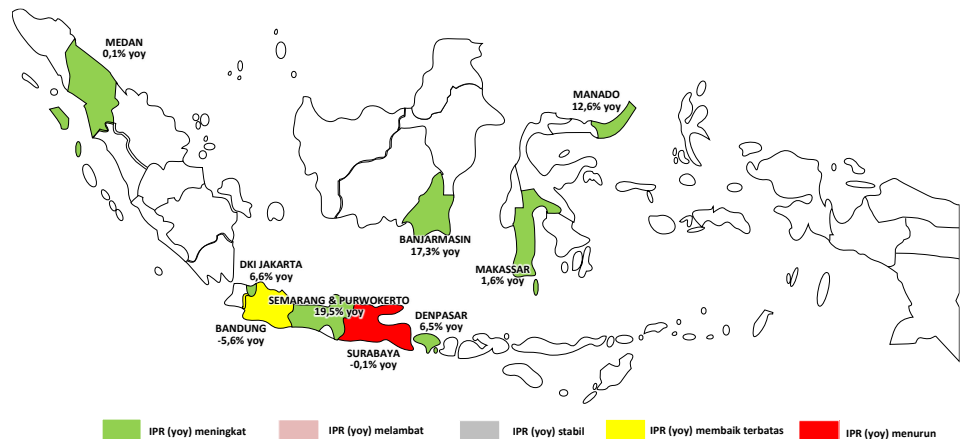 MEDAN
0,1% yoy
MANADO
12,6% yoy
BANJARMASIN
17,3% yoy
MAKASSAR
1,6% yoy
DKI JAKARTA
6,6% yoy
SEMARANG & PURWOKERTO
19,5% yoy
DENPASAR
6,5% yoy
BANDUNG
-5,6% yoy
SURABAYA
-0,1% yoy
IPR (yoy) meningkat
IPR (yoy) melambat
IPR (yoy) stabil
IPR (yoy) membaik terbatas
IPR (yoy) menurun